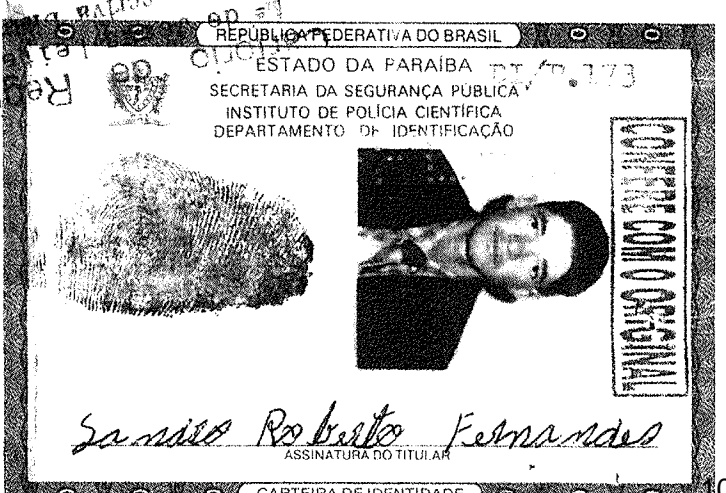 REPÚBLICA FEDERATIVA DO BRASIL
ESTADO DA PARAÍBA
SECRETARIA DA SEGURANÇA PÚBLICA
INSTITUTO DE POLÍCIA CIENTÍFICA
DEPARTAMENTO DE IDENTIFICAÇÃO
CONFERE COM O ORIGINAL
Sandro Roberto Fernandes
ASSINATURA DO TITULAR
CARTEIRA DE IDENTIDADE